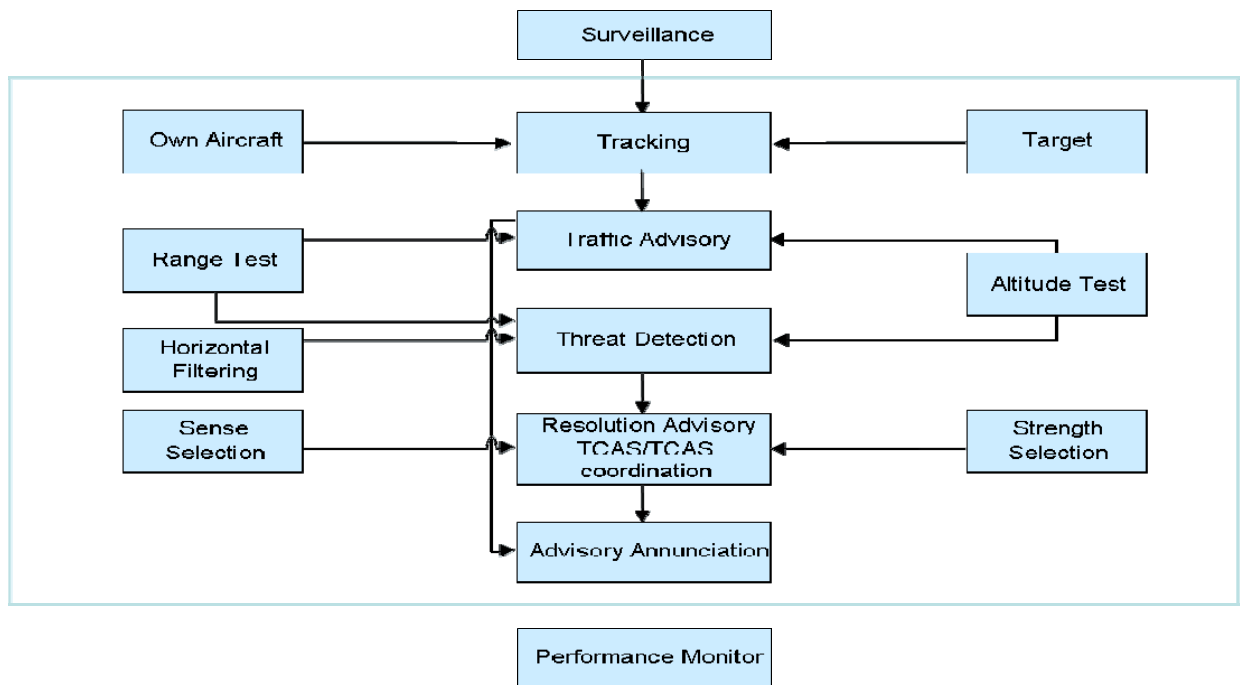 Surveillance
Own Aircraft
Tracking
Target
Traffic Advisory
Range Test
Altitude Test
Threat Detection
Horizontal
Filtering
Sense
Selection
Resolution Advisory
TCAS/TCAS
coordination
Strength
Selection
Advisory Annunciation
Performance Monitor